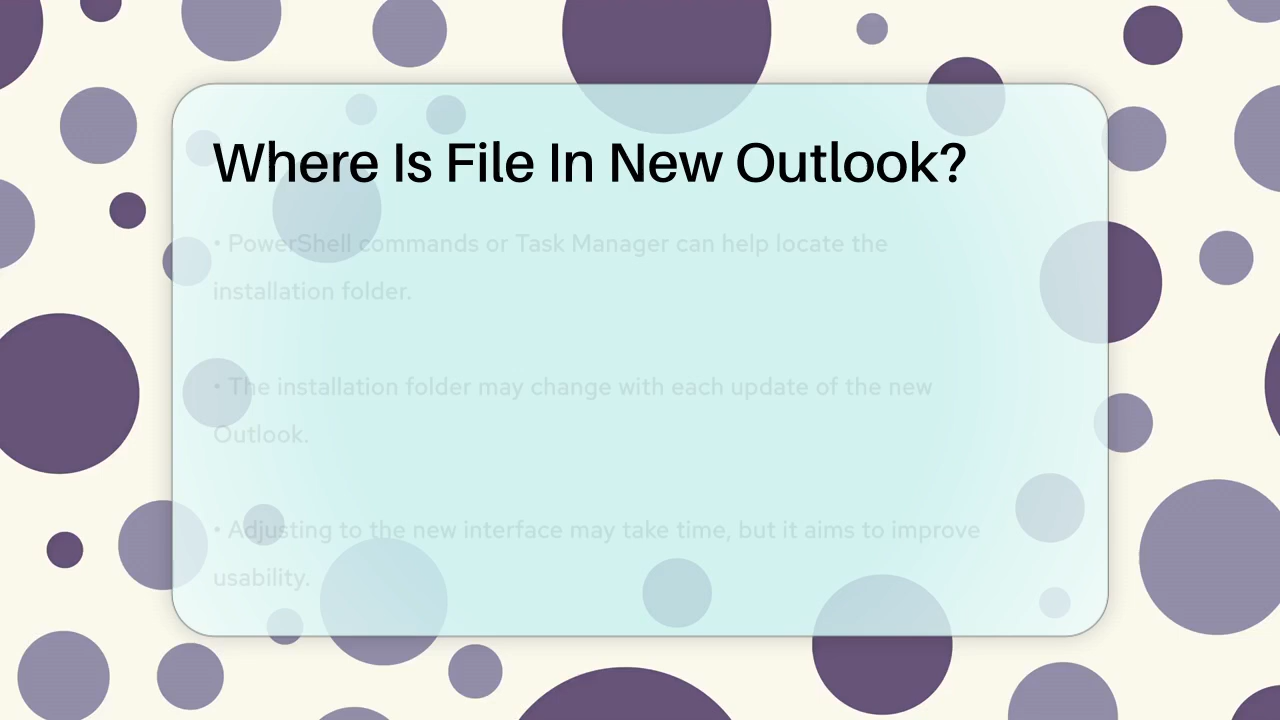 Where Is File In New Outlook?
• PowerShell commands or Task Manager can help locate the
installation folder.
• The installation folder may change with each update of the new
Outlook.
• Adjusting to the new interface may take time, but it aims to improve
usability.